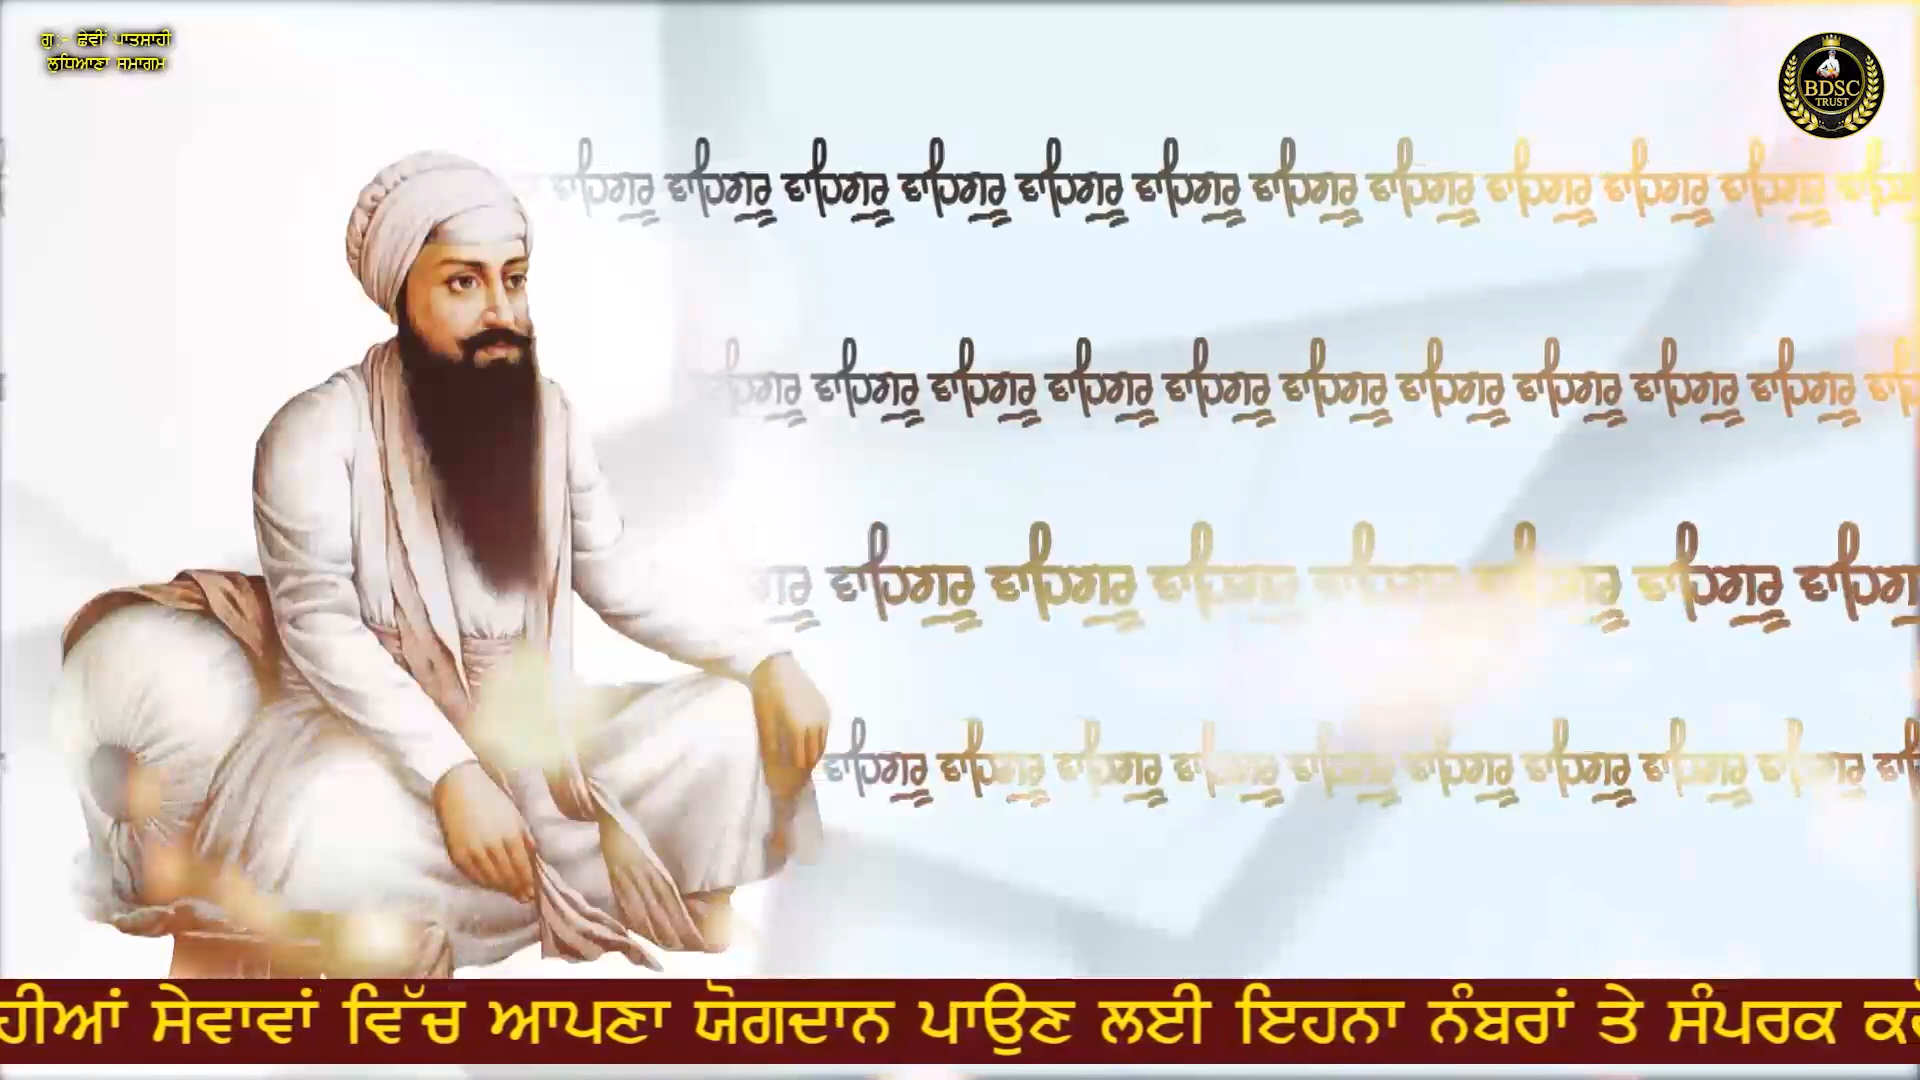 ਗੁ:- ਛੇਵੀਂ ਪਾਤਸ਼ਾਹੀ
ਲੁਧਿਆਣਾ ਸਮਾਗਮ
BDSC
TRUST
ਵਾਹਿਗੁਰੂ ਵਾਹਿਗੁਰੂ ਵਾਹਿਗੁਰੂ ਵਾਹਿਗੁਰੂ ਵਾਹਿਗੁਰੂ ਵਾਹਿਗੁਰੂ ਵਾਹਿਗੁਰੂ ਵਾਹਿਗੁਰੂ ਵਾਹਿਗੁਰੂ ਵਾਹਿਗੁਰੂ ਵਾਹਿਗੁਰੂ
ਵਾਹਿਗੁਰੂ ਵਾਹਿਗੁਰੂ ਵਾਹਿਗੁਰੂ ਵਾਹਿਗੁਰੂ ਵਾਹਿਗੁਰੂ ਵਾਹਿਗੁਰੂ ਵਾਹਿਗੁਰੂ ਵਾਹਿਗੁਰੂ ਵਾਹਿਗੁਰੂ ਵਾਹਿਗੁਰੂ
ਵਾਹਿਗੁਰੂ ਵਾਹਿਗੁਰੂ ਵਾਹਿਗੁਰੂ ਵਾਹਿਗੁਰੂ ਵਾਹਿਗੁਰੂ ਵਾਹਿਗੁਰੂ
ਵਾਹਿਗੁਰੂ ਵਾਹਿਗੁਰੂ ਵਾਹਿਗੁਰੂ ਵਾਹਿਗੁਰੂ ਵਾਹਿਗੁਰੂ ਵਾਹਿਗੁਰੂ ਵਾਹਿਗੁਰੂ ਵਾਹਿਗੁਰੂ ਵਾਹਿਗੁਰੂ
ਹੀਆਂ ਸੇਵਾਵਾਂ ਵਿੱਚ ਆਪਣਾ ਯੋਗਦਾਨ ਪਾਉਣ ਲਈ ਇਹਨਾ ਨੰਬਰਾਂ ਤੇ ਸੰਪਰਕ